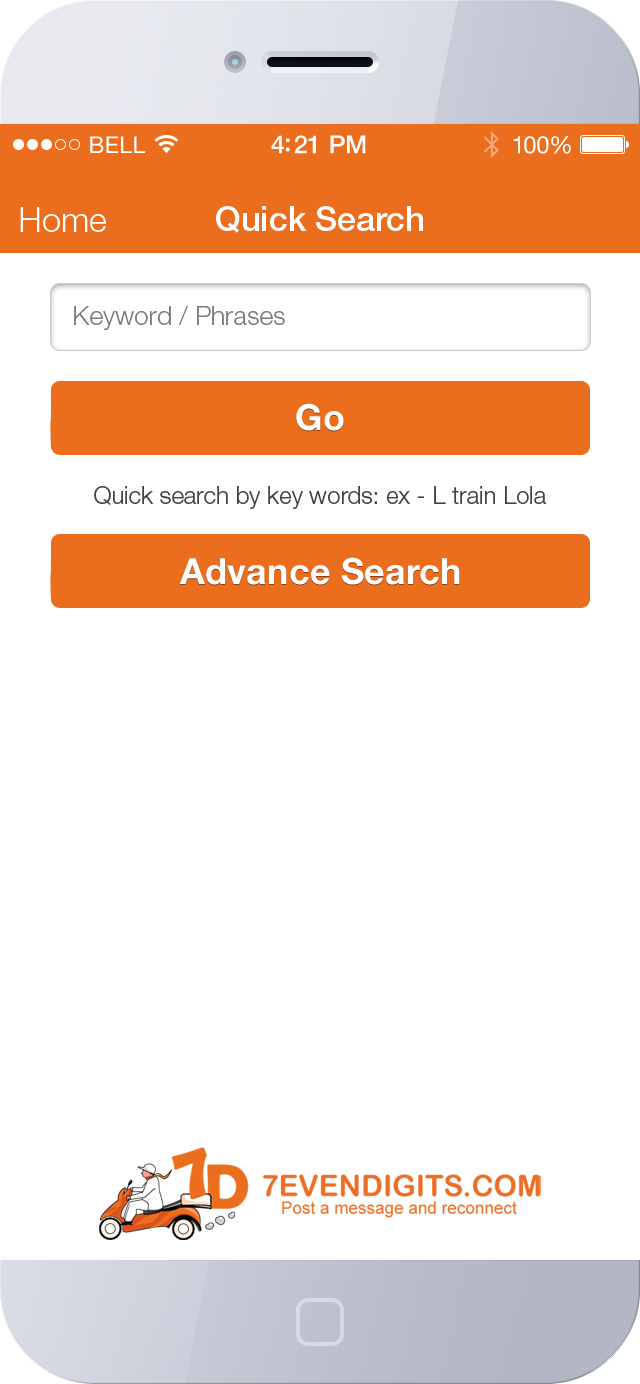 BELL 4:21 PM 100%
Home Quick Search
Keyword / Phrases
Go
Quick search by key words: ex - L train Lola
Advance Search
7D 7EVENDIGITS.COM
Post a message and reconnect